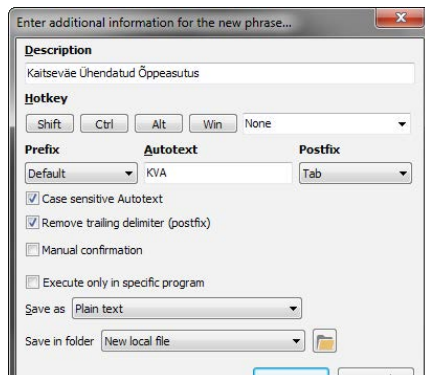 Enter additional information for the new phrase...
Description
Kaitseväe Ühendatud Õppeasutus
Hotkey
Shift Ctrl Alt Win None
Prefix Autotext Postfix
Default KVA Tab
Case sensitive Autotext
Remove trailing delimiter (postfix)
Manual confirmation
Execute only in specific program
Save as Plain text
Save in folder New local file